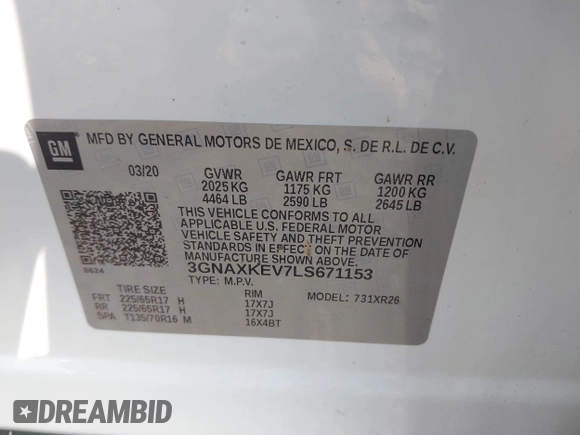 GM
MFD BY GENERAL MOTORS DE MEXICO, S. DE R.L. DE C.V.
03/20 GVWR GAWR FRT GAWR RR
2025 KG 1175 KG 1200 KG
4464 LB 2590 LB 2645 LB
THIS VEHICLE CONFORMS TO ALL
APPLICABLE U.S. FEDERAL MOTOR
VEHICLE SAFETY AND THEFT PREVENTION
STANDARDS IN EFFECT ON THE DATE OF
MANUFACTURE SHOWN ABOVE.
8624 3GNAXKEV7LS671153
TYPE: M.P.V.
TIRE SIZE RIM MODEL: 731XR26
FRT 225/65R17 H 17X7J
RR 225/65R17 H 17X7J
SPA T135/70R16 M 16X4BT
DREAMBID